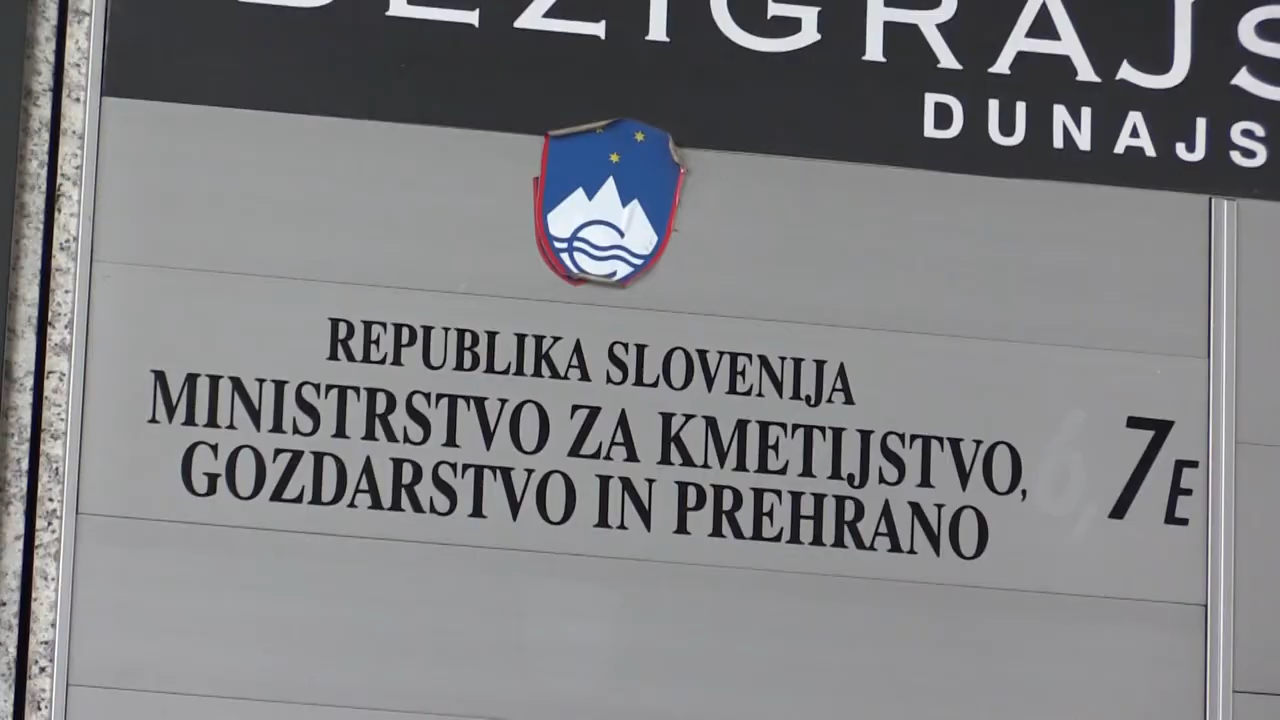 DUNAJS
REPUBLIKA SLOVENIJA
MINISTRSTVO ZA KMETIJSTVO,
GOZDARSTVO IN PREHRANO
7E